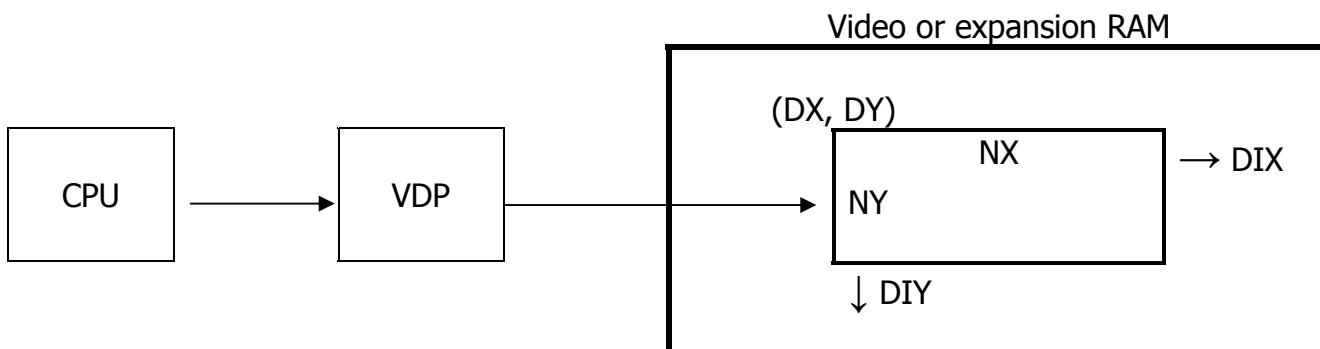 Video or expansion RAM
(DX, DY)
CPU
VDP
NX
→ DIX
NY
↓ DIY